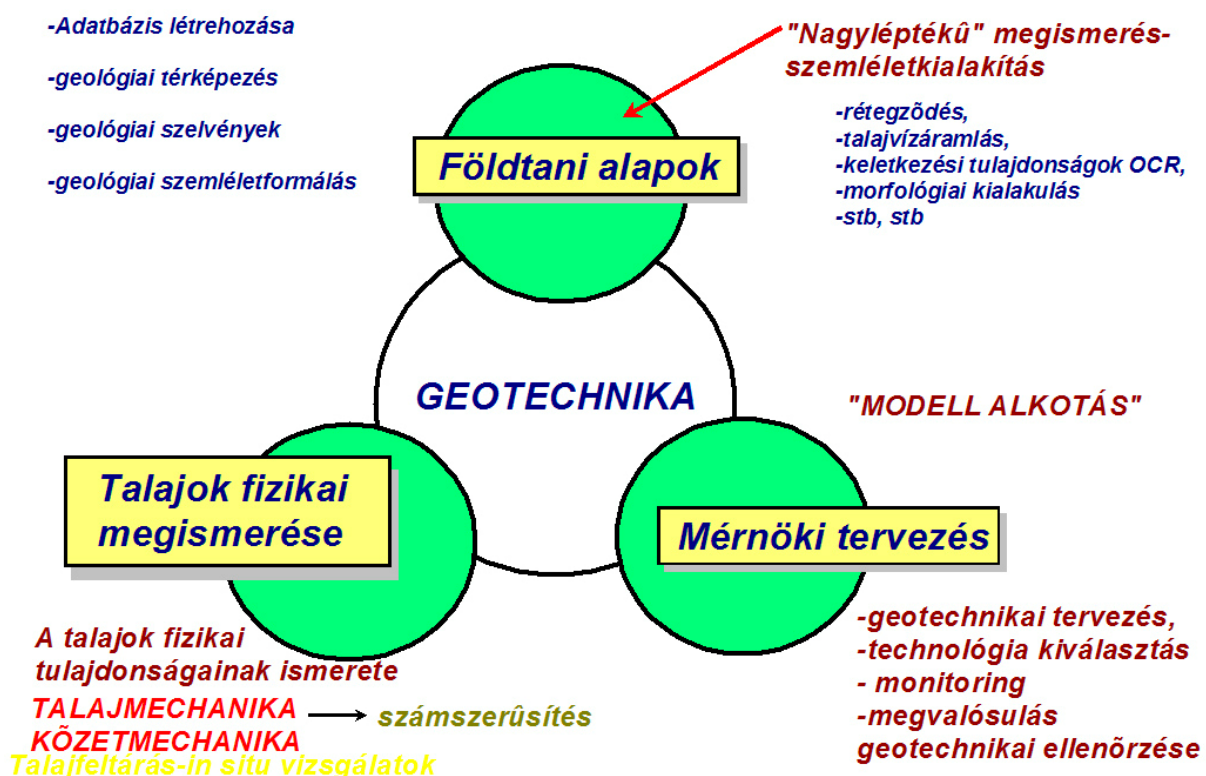 -Adatbázis létrehozása
-geológiai térképezés
-geológiai szelvények
-geológiai szemléletformálás
"Nagyléptékû" megismerés-
szemléletkialakítás
-rétegzõdés,
-talajvízáramlás,
-keletkezési tulajdonságok OCR,
-morfológiai kialakulás
-stb, stb
Földtani alapok
GEOTECHNIKA
"MODELL ALKOTÁS"
Talajok fizikai
megismerése
Mérnöki tervezés
A talajok fizikai
tulajdonságainak ismerete
TALAJMECHANIKA
számszerûsítés
KÕZETMECHANIKA
Talajfeltárás-in situ vizsgálatok
-geotechnikai tervezés,
-technológia kiválasztás
- monitoring
-megvalósulás
geotechnikai ellenõrzése